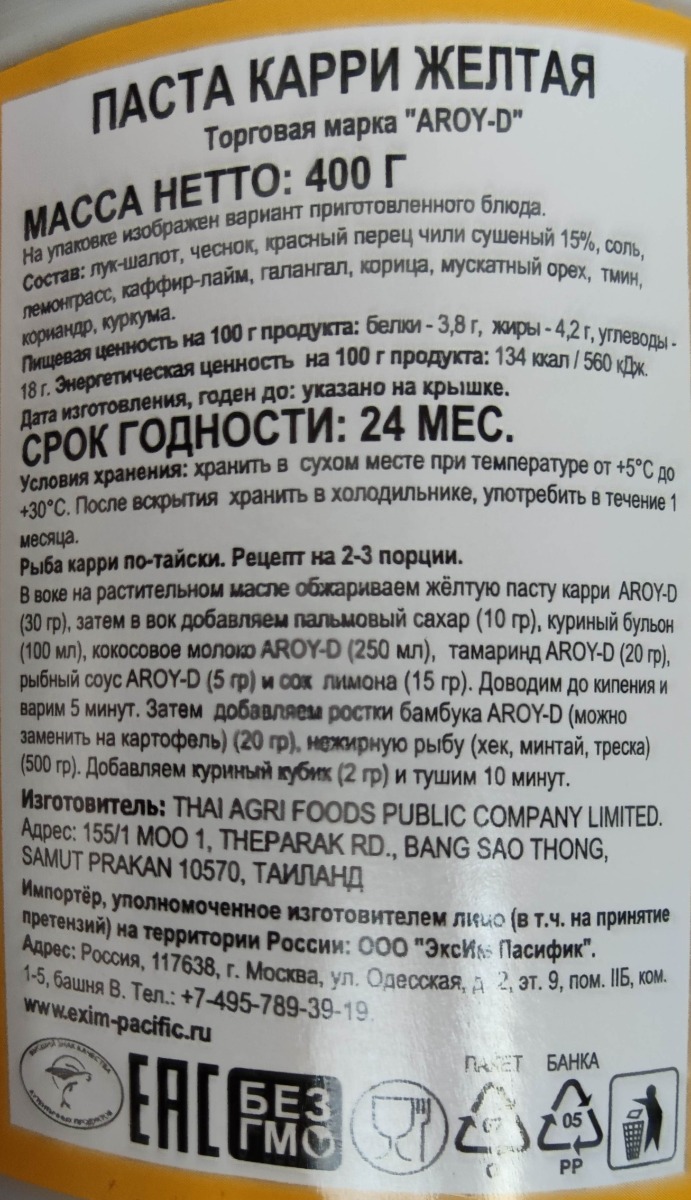 ПАСТА КАРРИ ЖЕЛТАЯ
Торговая марка "AROY-D"
МАССА НЕТТО: 400 Г
На упаковке изображен вариант приготовленного блюда.
Состав: лук-шалот, чеснок, красный перец чили сушеный 15%, соль,
лемонграсс, каффир-лайм, галангал, корица, мускатный орех, тмин,
кориандр, куркума.
Пищевая ценность на 100 г продукта: белки - 3,8 г, жиры - 4,2 г, углеводы -
18 г. Энергетическая ценность на 100 г продукта: 134 ккал / 560 кДж.
Дата изготовления, годен до: указано на крышке.
СРОК ГОДНОСТИ: 24 МЕС.
Условия хранения: хранить в сухом месте при температуре от +5°С до
+30°С. После вскрытия хранить в холодильнике, употребить в течение 1
месяца.
Рыба карри по-тайски. Рецепт на 2-3 порции.
В воке на растительном масле обжариваем жёлтую пасту карри AROY-D
(30 гр), затем в вок добавляем пальмовый сахар (10 гр), куриный бульон
(100 мл), кокосовое молоко AROY-D (250 мл), тамаринд AROY-D (20 гр),
рыбный соус AROY-D (5 гр) и сок лимона (15 гр). Доводим до кипения и
варим 5 минут. Затем добавляем ростки бамбука AROY-D (можно
заменить на картофель) (20 гр), нежирную рыбу (хек, минтай, треска)
(500 гр). Добавляем куриный кубик (2 гр) и тушим 10 минут.
Изготовитель: THAI AGRI FOODS PUBLIC COMPANY LIMITED.
Адрес: 155/1 MOO 1, THEPARAK RD., BANG SAO THONG,
SAMUT PRAKAN 10570, ТАИЛАНД
Импортёр, уполномоченное изготовителем лицо (в т.ч. на принятие
претензий) на территории России: ООО "ЭксИм Пасифик".
Адрес: Россия, 117638, г. Москва, ул. Одесская, д 2, эт. 9, пом. IIБ, ком.
1-5, башня В. Тел.: +7-495-789-39-19
www.exim-pacific.ru
ВЫСШИЙ ЗНАК КАЧЕСТВА
ПАКЕТ БАНКА
EAC
БЕЗ
ГМО
05
PP